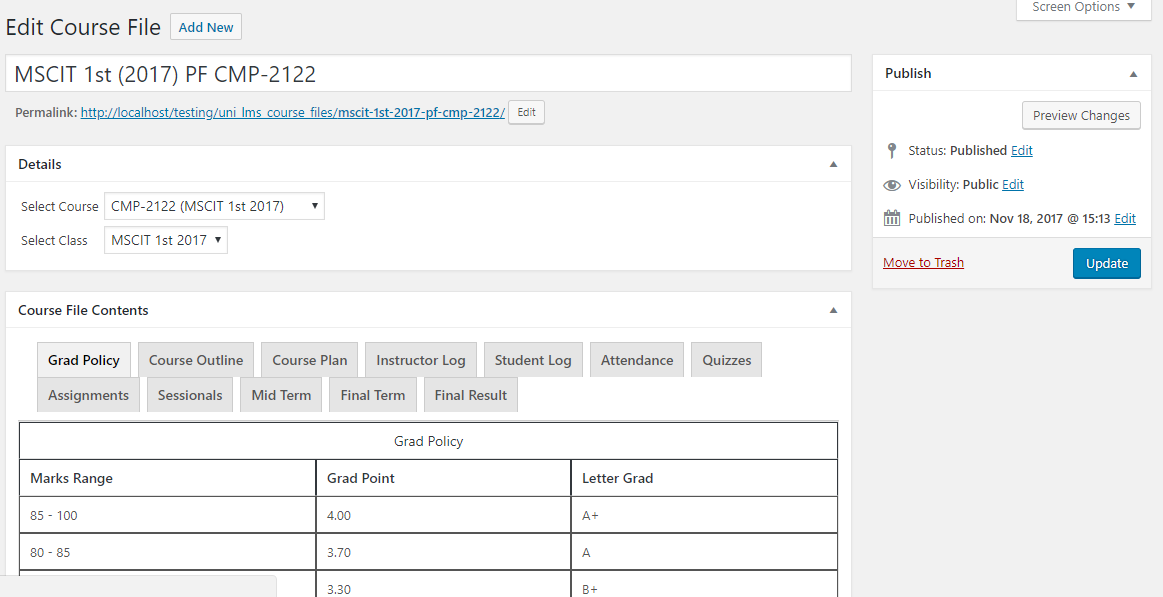 Screen Options
Edit Course File Add New
MSCIT 1st (2017) PF CMP-2122
Permalink: http://localhost/testing/uni_lms_course_files/mscit-1st-2017-pf-cmp-2122/ Edit
Details
Select Course CMP-2122 (MSCIT 1st 2017)
Select Class MSCIT 1st 2017
Course File Contents
Grad Policy Course Outline Course Plan Instructor Log Student Log Attendance Quizzes
Assignments Sessionals Mid Term Final Term Final Result
Grad Policy
Marks Range Grad Point Letter Grad
85 - 100 4.00 A+
80 - 85 3.70 A
3.30 B+
Publish
Preview Changes
Status: Published Edit
Visibility: Public Edit
Published on: Nov 18, 2017 @ 15:13 Edit
Move to Trash Update